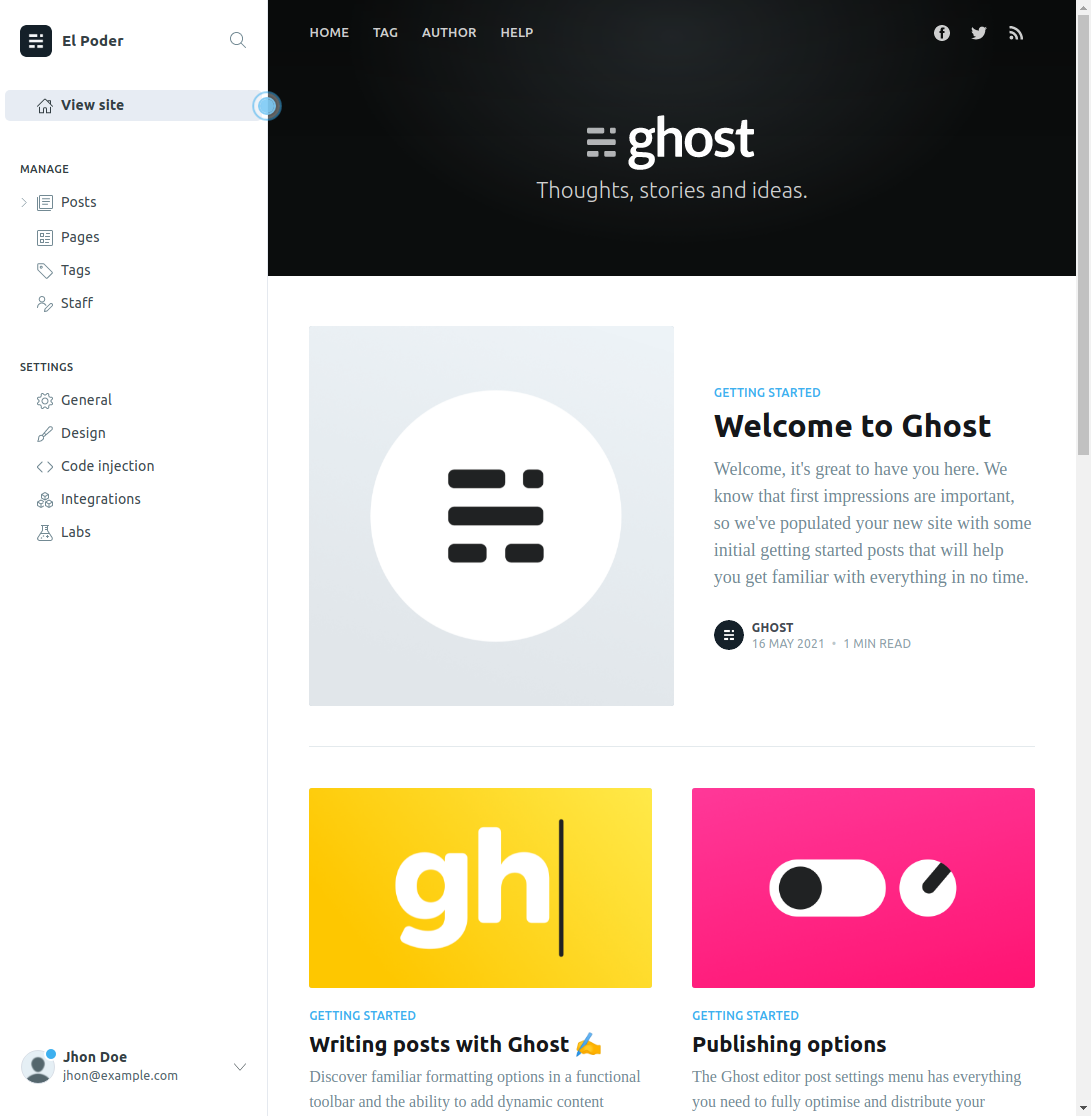 El Poder
View site
MANAGE
Posts
Pages
Tags
Staff
SETTINGS
General
Design
Code injection
Integrations
Labs
Jhon Doe
jhon@example.com
HOME TAG AUTHOR HELP
ghost
Thoughts, stories and ideas.
GETTING STARTED
Welcome to Ghost
Welcome, it's great to have you here. We
know that first impressions are important,
so we've populated your new site with some
initial getting started posts that will help
you get familiar with everything in no time.
GHOST
16 MAY 2021 • 1 MIN READ
gh
GETTING STARTED
Writing posts with Ghost ✍️
Discover familiar formatting options in a functional
toolbar and the ability to add dynamic content
GETTING STARTED
Publishing options
The Ghost editor post settings menu has everything
you need to fully optimise and distribute your